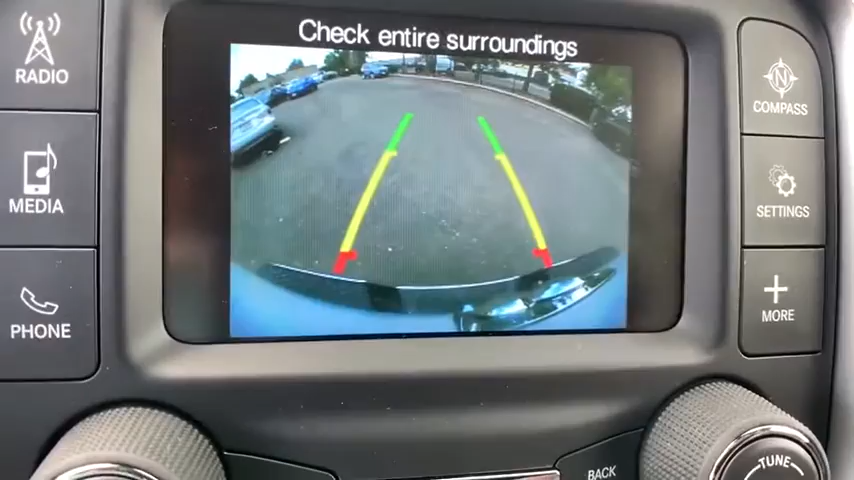 Check entire surroundings
RADIO
MEDIA
PHONE
N
COMPASS
SETTINGS
MORE
BACK
TUNE